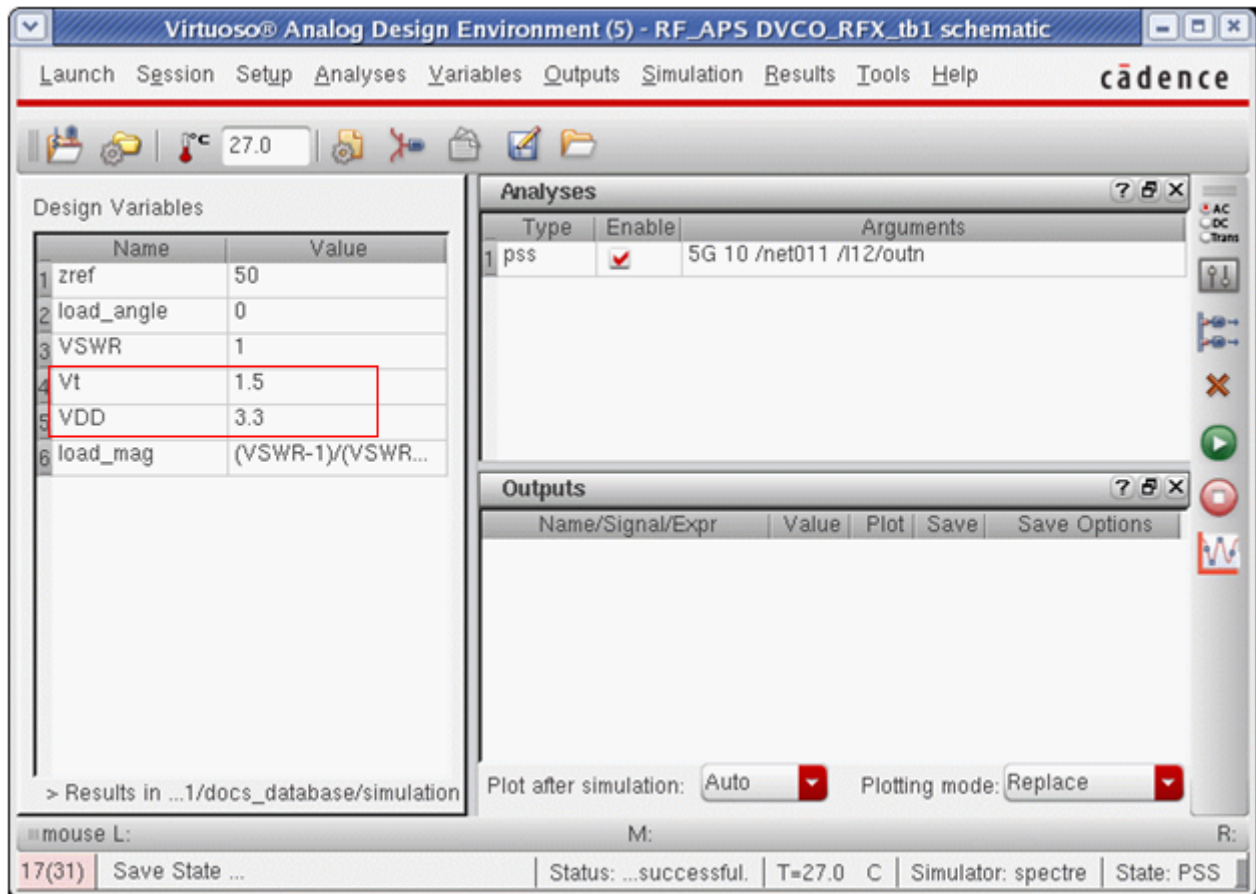 Virtuoso® Analog Design Environment (5) - RF_APS DVCO_RFX_tb1 schematic
Launch Session Setup Analyses Variables Outputs Simulation Results Tools Help cādence
°C 27.0
Design Variables
Name Value
1 zref 50
2 load_angle 0
3 VSWR 1
4 Vt 1.5
5 VDD 3.3
6 load_mag (VSWR-1)/(VSWR...
> Results in ...1/docs_database/simulation
Analyses
Type Enable Arguments
1 pss 5G 10 /net011 /I12/outn
Outputs
Name/Signal/Expr Value Plot Save Save Options
Plot after simulation: Auto Plotting mode: Replace
AC
DC
Trans
mouse L: M: R:
17(31) Save State ... Status: ...successful. T=27.0 C Simulator: spectre State: PSS